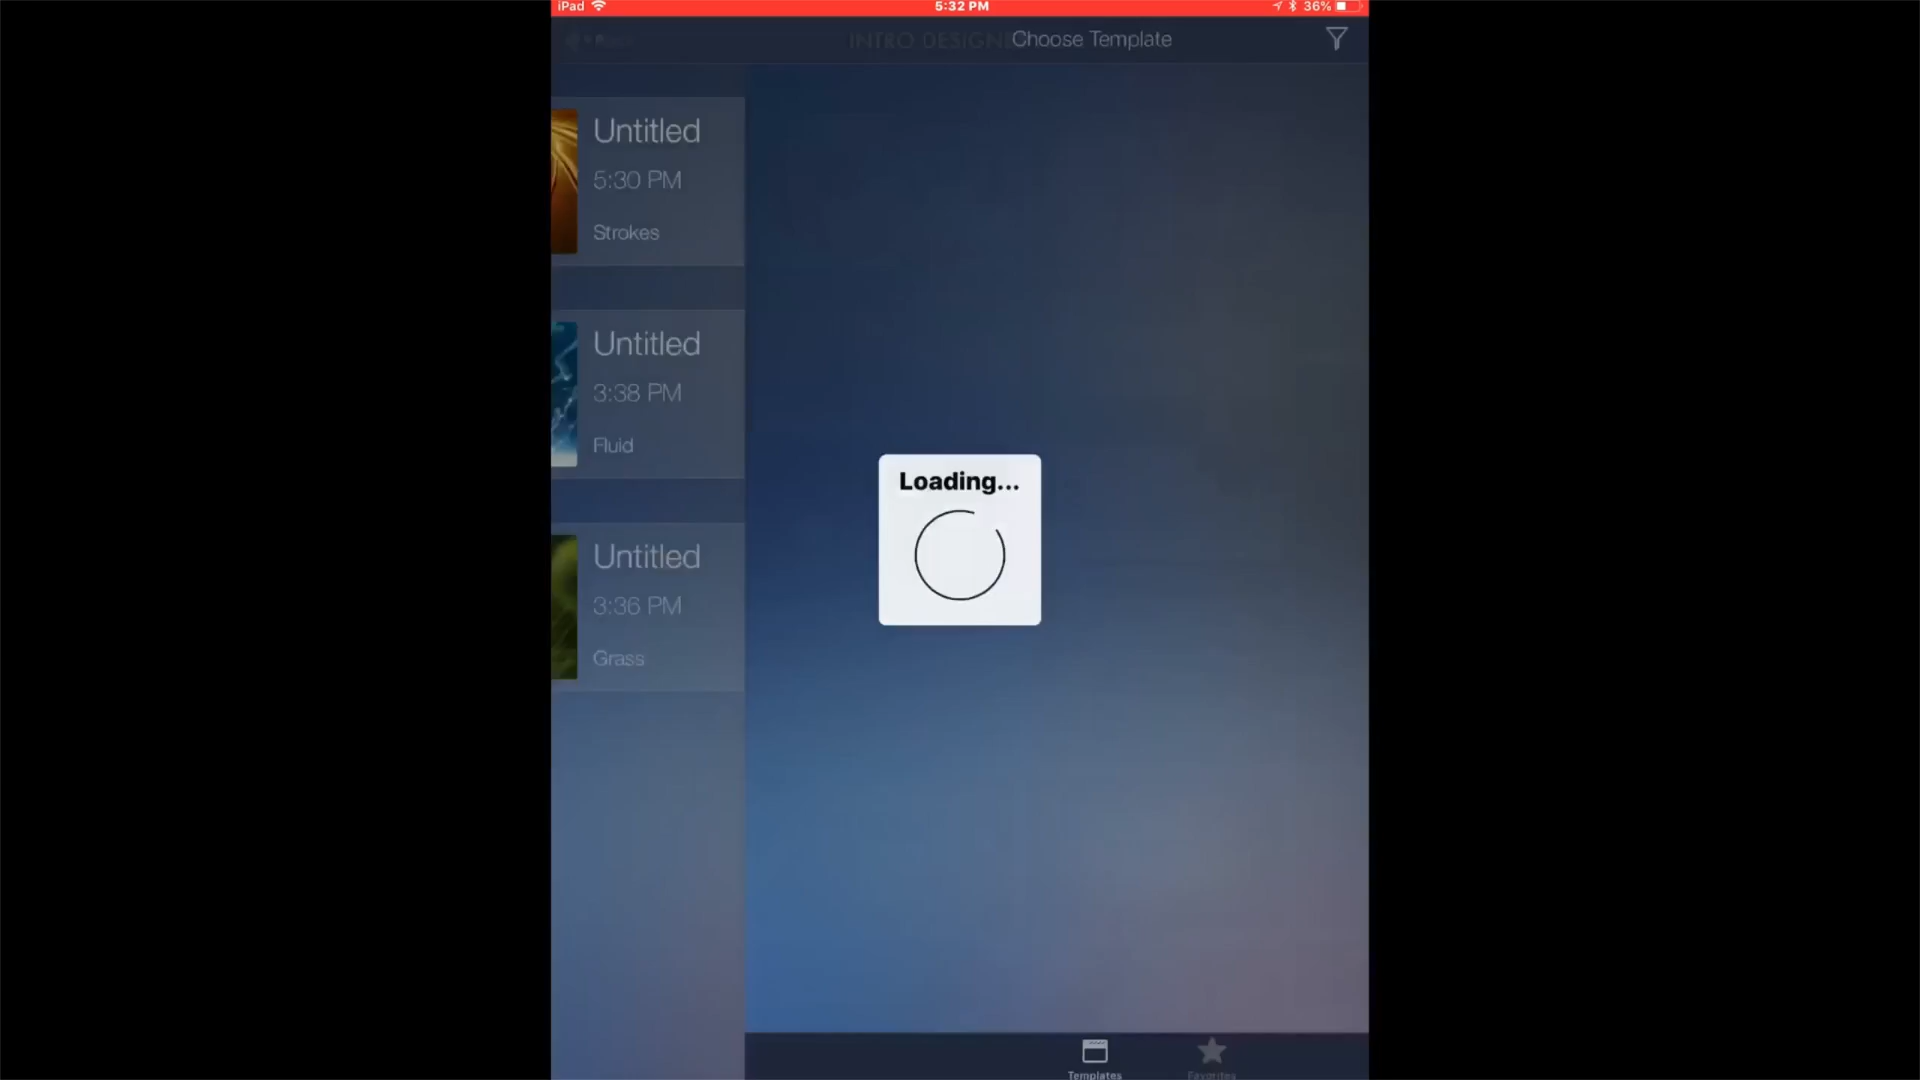 iPad 5:32 PM 36%
INTRO DESIGNE Choose Template
Untitled
5:30 PM
Strokes
Untitled
3:38 PM
Fluid
Untitled
3:36 PM
Grass
Loading...
Templates Favorites